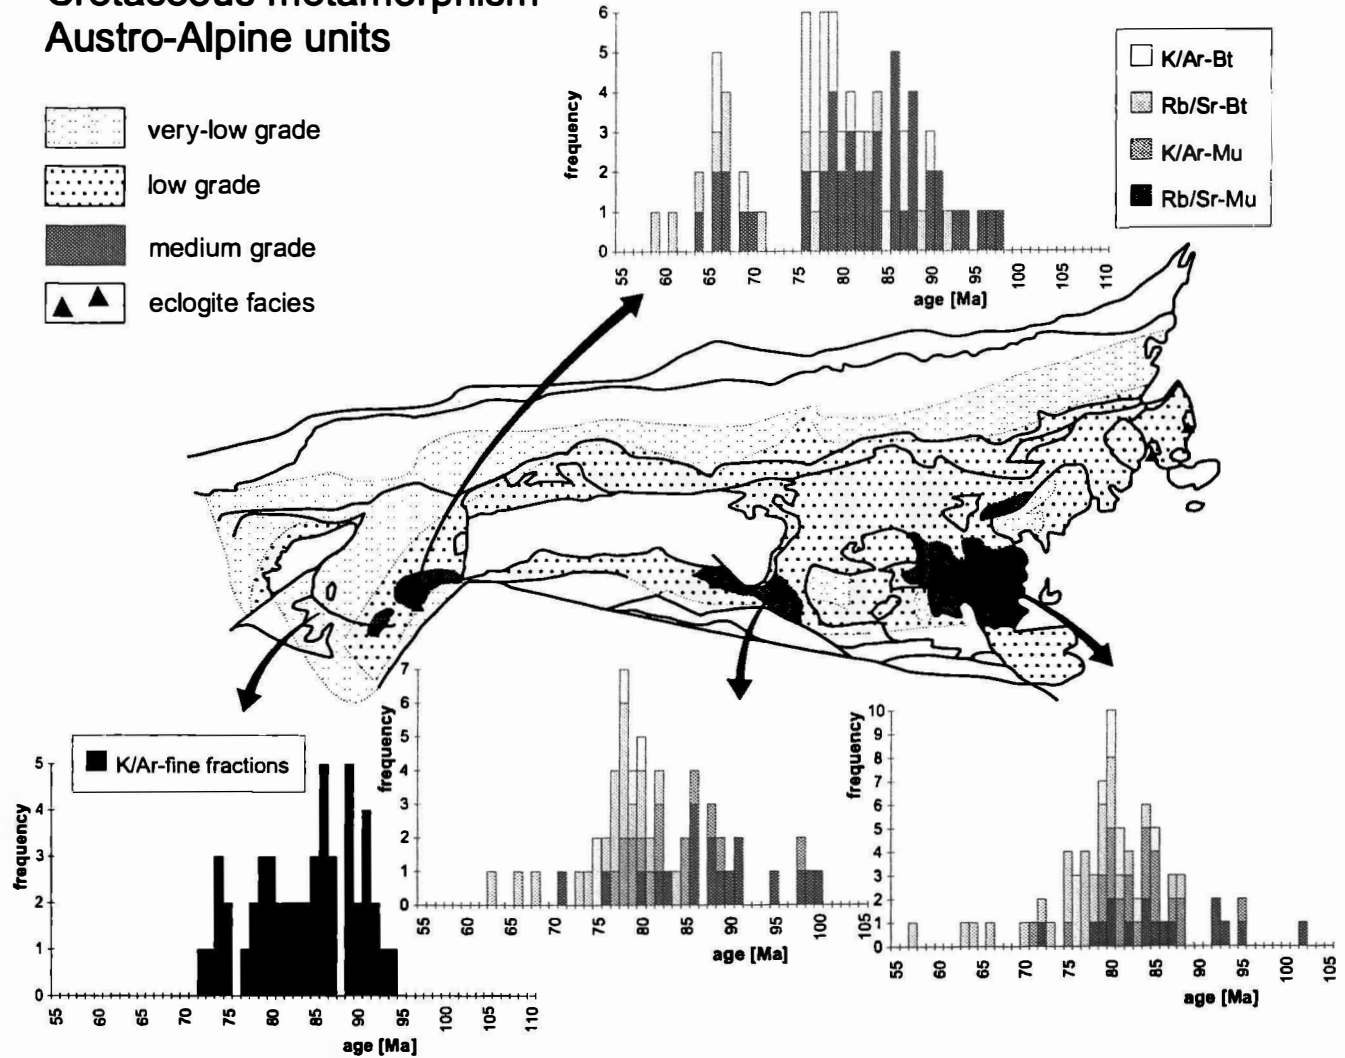 Cretaceous metamorphism
Austro-Alpine units
very-low grade
low grade
medium grade
eclogite facies
K/Ar-Bt
Rb/Sr-Bt
K/Ar-Mu
Rb/Sr-Mu
frequency
6
5
4
3
2
1
0
55 60 65 70 75 80 85 90 95 100 105 110
age [Ma]
K/Ar-fine fractions
frequency
5
4
3
2
1
0
55 60 65 70 75 80 85 90 95 100 105 110
age [Ma]
frequency
7
6
5
4
3
2
1
0
55 60 65 70 75 80 85 90 95 100 105
age [Ma]
frequency
10
9
8
7
6
5
4
3
2
1
0
55 60 65 70 75 80 85 90 95 100 105
age [Ma]